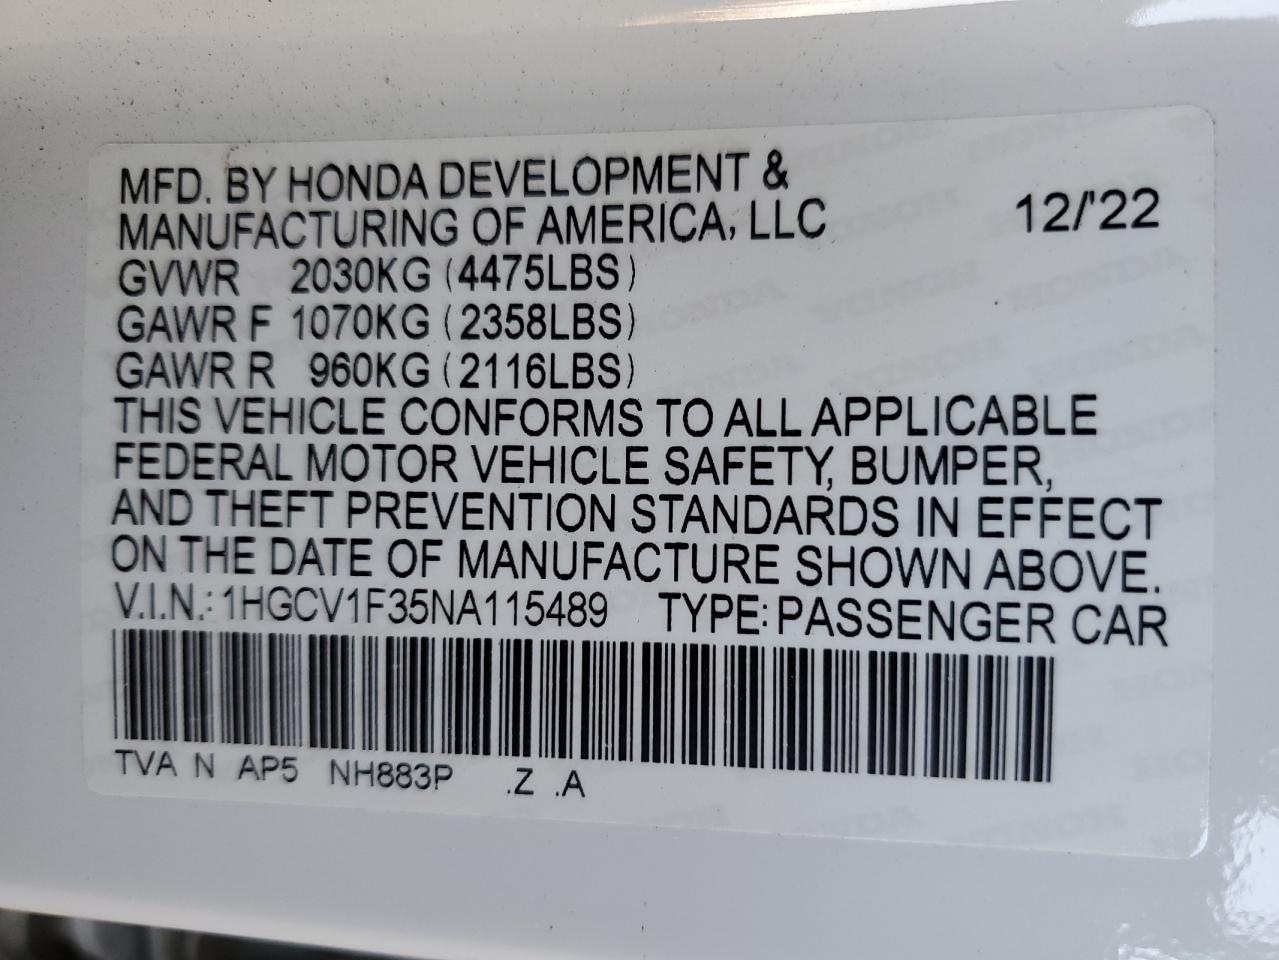 MFD. BY HONDA DEVELOPMENT &
MANUFACTURING OF AMERICA, LLC 12/'22
GVWR 2030KG (4475LBS)
GAWR F 1070KG (2358LBS)
GAWR R 960KG (2116LBS)
THIS VEHICLE CONFORMS TO ALL APPLICABLE
FEDERAL MOTOR VEHICLE SAFETY, BUMPER,
AND THEFT PREVENTION STANDARDS IN EFFECT
ON THE DATE OF MANUFACTURE SHOWN ABOVE.
V.I.N.: 1HGCV1F35NA115489 TYPE: PASSENGER CAR
TVA N AP5 NH883P .Z .A